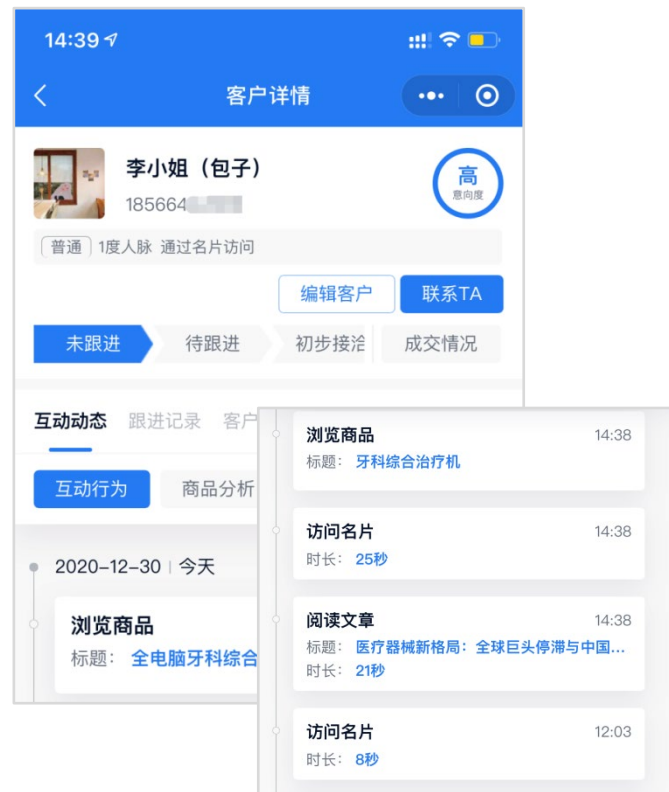 14:39
客户详情
李小姐（包子）
185664
高
意向度
普通 1度人脉 通过名片访问
编辑客户
联系TA
未跟进
待跟进
初步接洽
成交情况
互动动态
跟进记录
客户
互动行为
商品分析
2020-12-30 | 今天
浏览商品
标题： 全电脑牙科综合
浏览商品 14:38
标题： 牙科综合治疗机
访问名片 14:38
时长： 25秒
阅读文章 14:38
标题： 医疗器械新格局：全球巨头停滞与中国...
时长： 21秒
访问名片 12:03
时长： 8秒